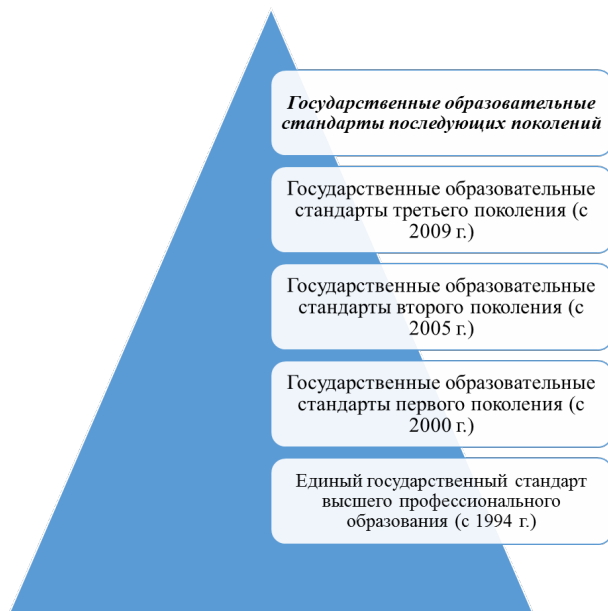 Государственные образовательные
стандарты последующих поколений
Государственные образовательные
стандарты третьего поколения (с
2009 г.)
Государственные образовательные
стандарты второго поколения (с
2005 г.)
Государственные образовательные
стандарты первого поколения (с
2000 г.)
Единый государственный стандарт
высшего профессионального
образования (с 1994 г.)